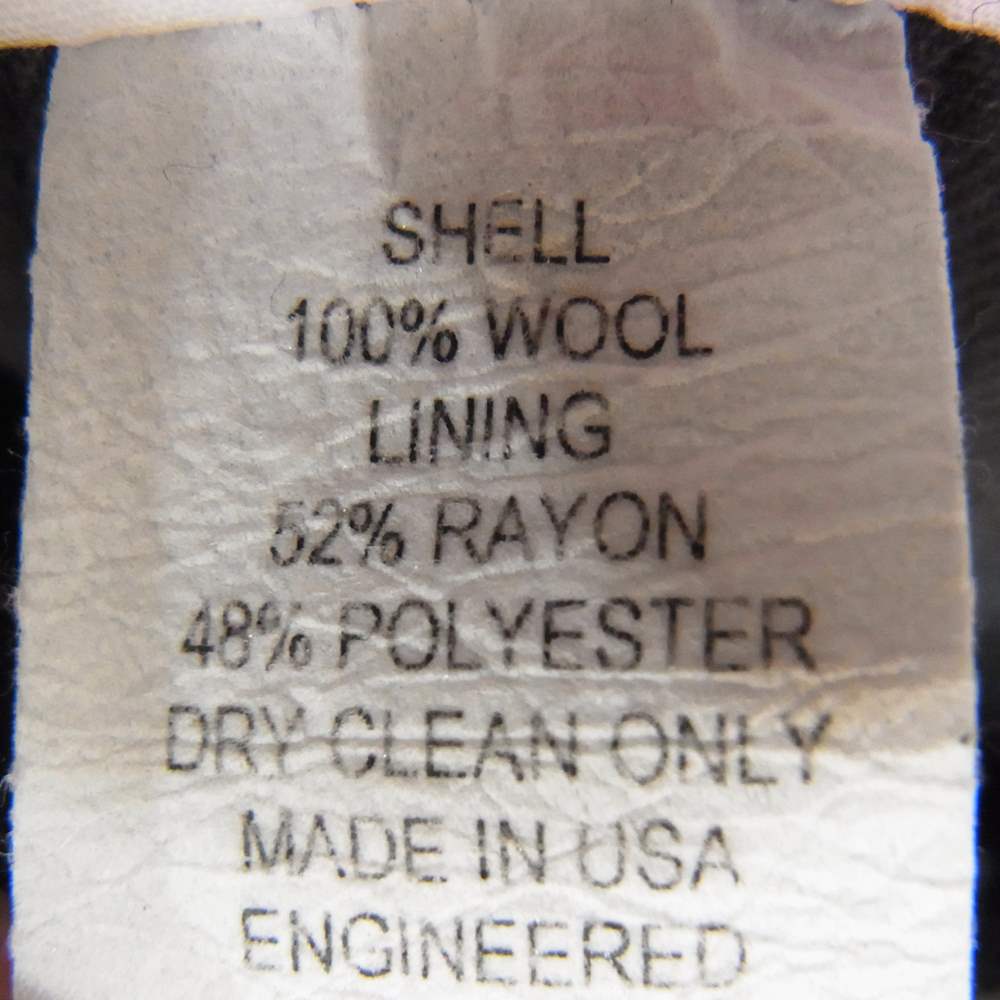 SHELL
100% WOOL
LINING
52% RAYON
48% POLYESTER
DRY CLEAN ONLY
MADE IN USA
ENGINEERED